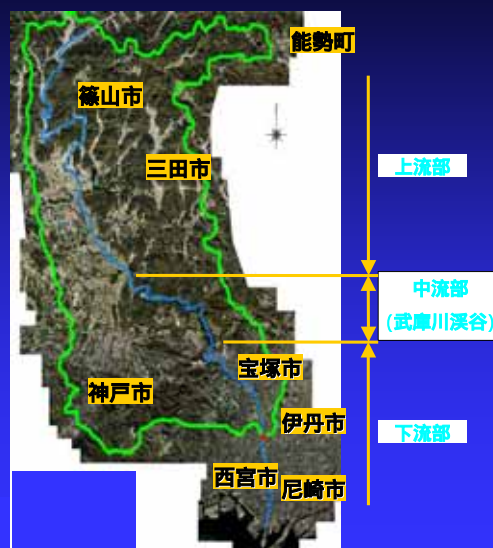 能勢町
篠山市
三田市
上流部
中流部
(武庫川渓谷)
宝塚市
神戸市
伊丹市
下流部
西宮市
尼崎市